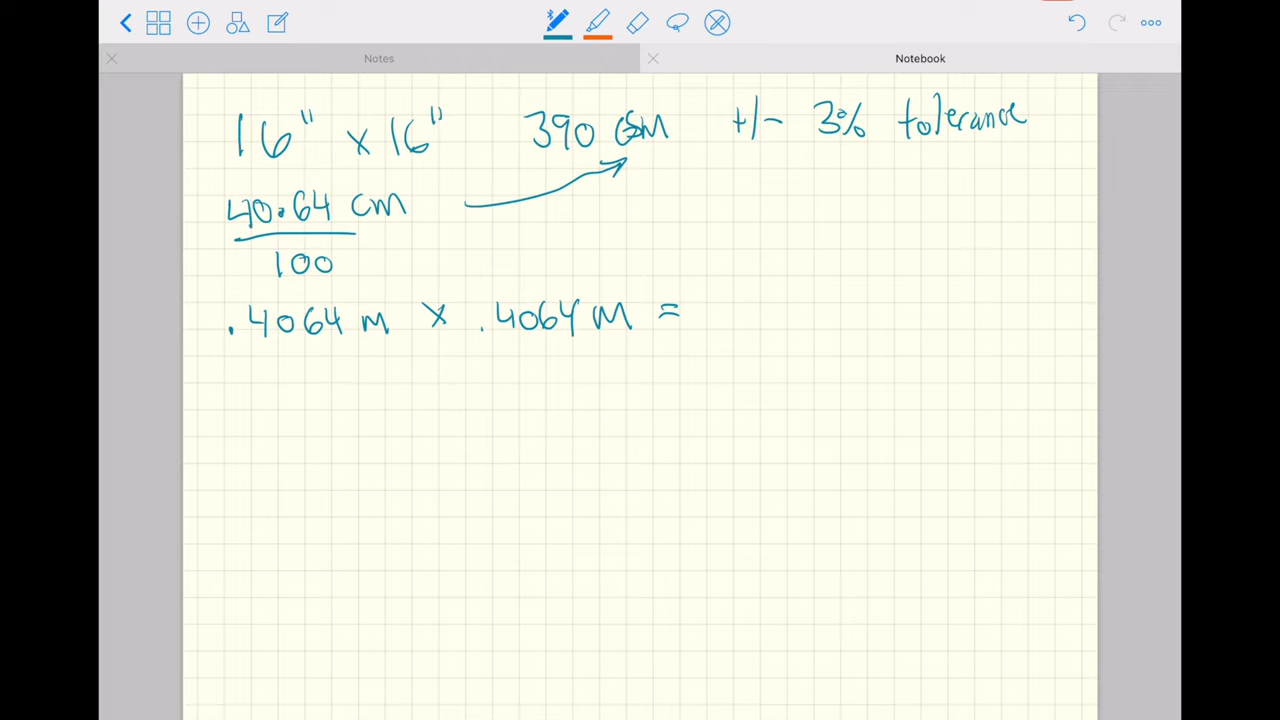 Notes
Notebook
16" x 16" 390 GSM +/- 3% tolerance
40.64 cm
100
.4064 m x .4064 m =